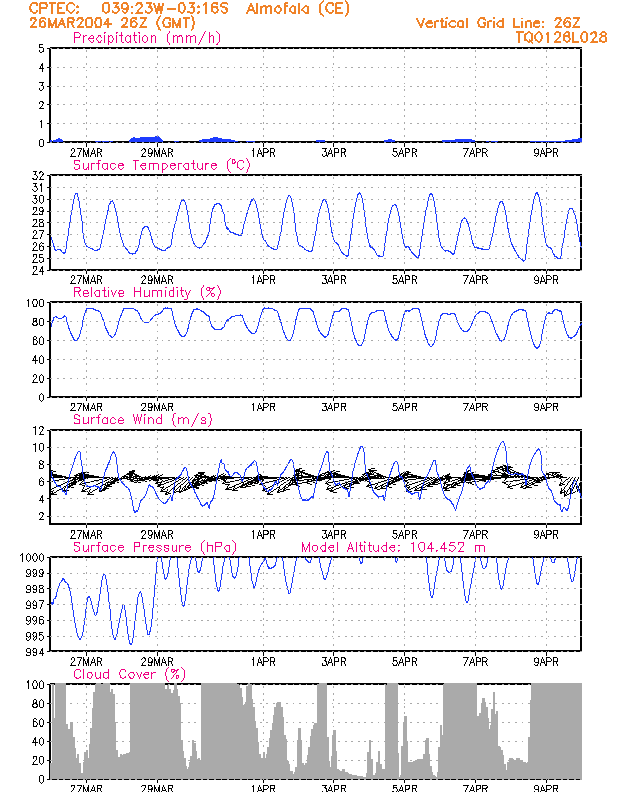 CPTEC: 039:23W-03:16S Almofala (CE)
26MAR2004 26Z (GMT) Vertical Grid Line: 26Z
Precipitation (mm/h) TQ0126L028
5
4
3
2
1
0
27MAR 29MAR 1APR 3APR 5APR 7APR 9APR
Surface Temperature (°C)
32
31
30
29
28
27
26
25
24
27MAR 29MAR 1APR 3APR 5APR 7APR 9APR
Relative Humidity (%)
100
80
60
40
20
0
27MAR 29MAR 1APR 3APR 5APR 7APR 9APR
Surface Wind (m/s)
12
10
8
6
4
2
27MAR 29MAR 1APR 3APR 5APR 7APR 9APR
Surface Pressure (hPa) Model Altitude: 104.452 m
1000
999
998
997
996
995
994
27MAR 29MAR 1APR 3APR 5APR 7APR 9APR
Cloud Cover (%)
100
80
60
40
20
0
27MAR 29MAR 1APR 3APR 5APR 7APR 9APR